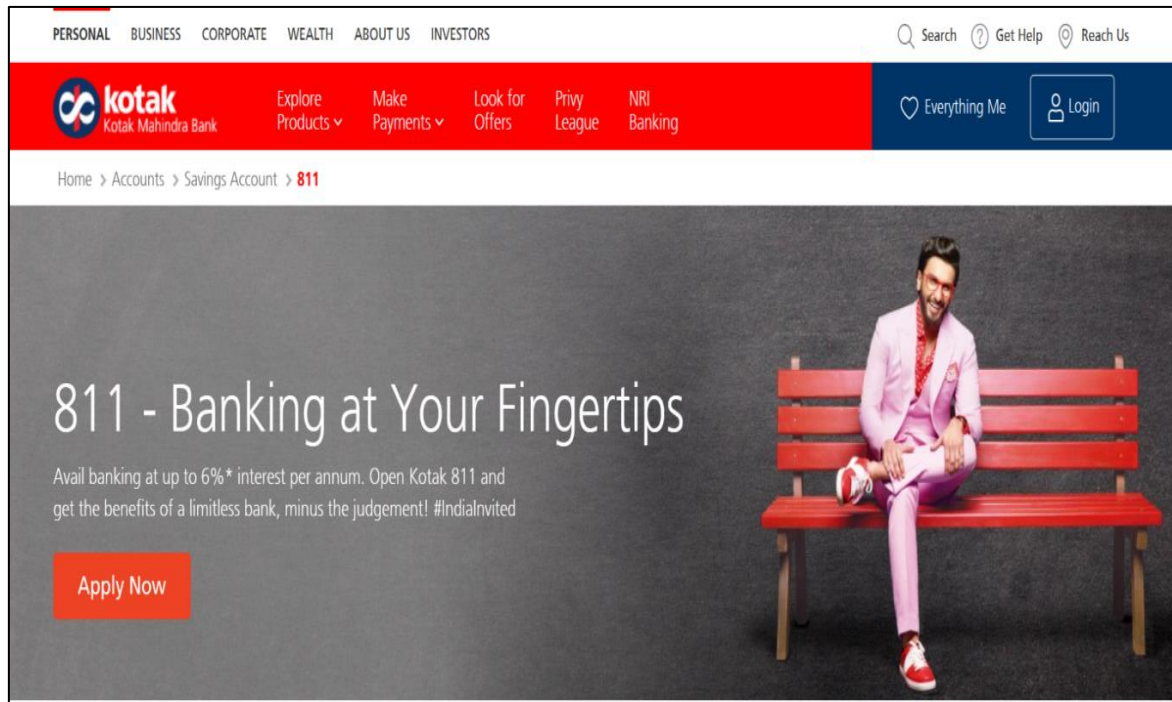 PERSONAL BUSINESS CORPORATE WEALTH ABOUT US INVESTORS
Search ? Get Help Reach Us
kotak
Kotak Mahindra Bank
Explore
Products
Make
Payments
Look for
Offers
Privy
League
NRI
Banking
Everything Me
Login
Home > Accounts > Savings Account > 811
811 - Banking at Your Fingertips
Avail banking at up to 6%* interest per annum. Open Kotak 811 and
get the benefits of a limitless bank, minus the judgement! #IndiaInvited
Apply Now